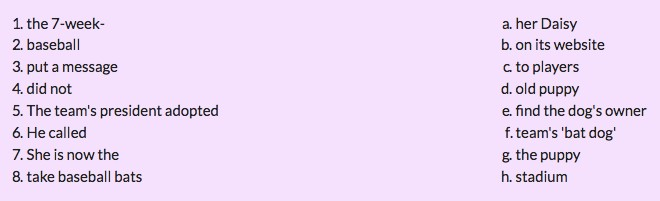 1. the 7-week-
2. baseball
3. put a message
4. did not
5. The team's president adopted
6. He called
7. She is now the
8. take baseball bats
a. her Daisy
b. on its website
c. to players
d. old puppy
e. find the dog's owner
f. team's 'bat dog'
g. the puppy
h. stadium